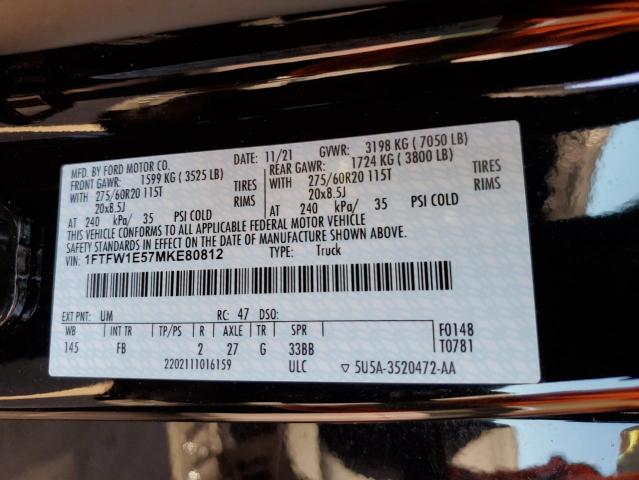 MFD. BY FORD MOTOR CO.
DATE: 11/21 GVWR: 3198 KG ( 7050 LB)
FRONT GAWR: 1599 KG ( 3525 LB) REAR GAWR: 1724 KG ( 3800 LB)
WITH 275/60R20 115T TIRES WITH 275/60R20 115T TIRES
20x8.5J RIMS 20x8.5J RIMS
AT 240 kPa/ 35 PSI COLD AT 240 kPa/ 35 PSI COLD
THIS VEHICLE CONFORMS TO ALL APPLICABLE FEDERAL MOTOR VEHICLE
SAFETY STANDARDS IN EFFECT ON THE DATE OF MANUFACTURE SHOWN ABOVE
VIN: 1FTFW1E57MKE80812 TYPE: Truck
EXT PNT: UM RC: 47 DSO:
WB INT TR TP/PS R AXLE TR SPR F0148
145 FB 2 27 G 33BB T0781
2202111016159 ULC ▽ 5U5A-3520472-AA